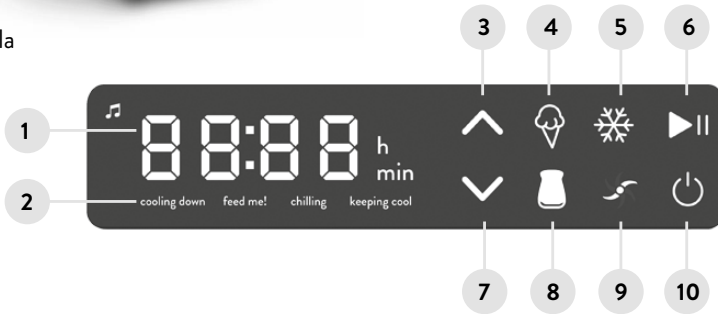 la
3 4 5 6
1
88:88 h
min
2
cooling down feed me! chilling keeping cool
7 8 9 10